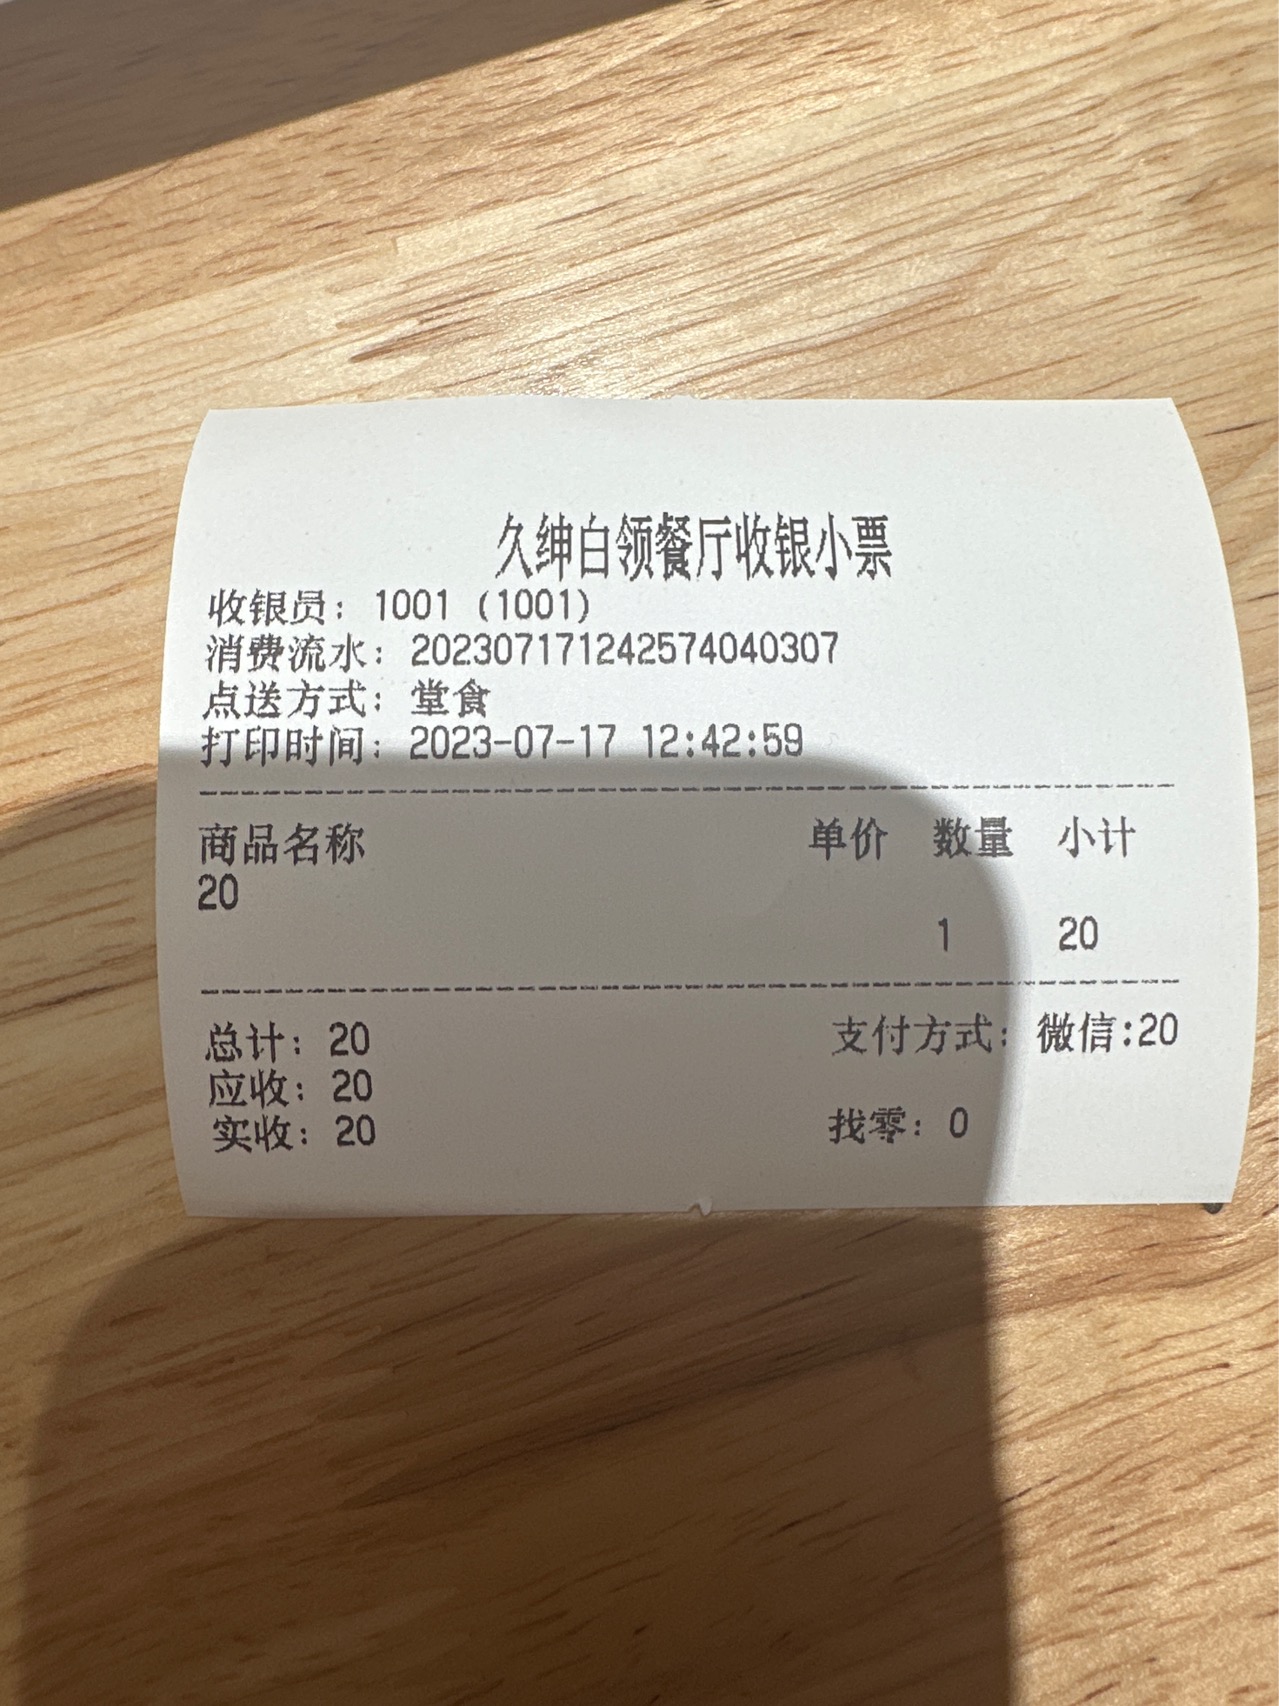 久绅白领餐厅收银小票
收银员：1001 (1001)
消费流水：202307171242574040307
点送方式：堂食
打印时间：2023-07-17 12:42:59
商品名称 单价 数量 小计
20
1 20
总计：20 支付方式：微信:20
应收：20
实收：20 找零：0